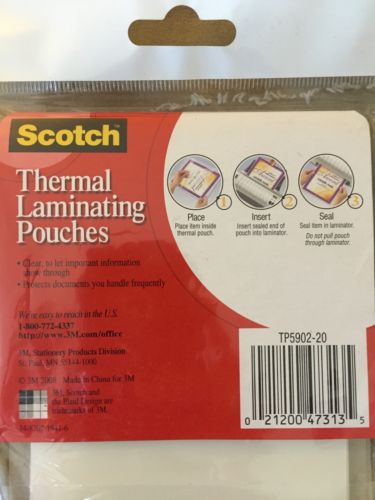 Scotch
Thermal
Laminating
Pouches
• Clear, to let important information
show through
• Protects documents you handle frequently
We're easy to reach in the U.S.
1-800-772-4337
http://www.3M.com/office
3M, Stationery Products Division
St. Paul, MN 55144-1000
© 3M 2008 Made in China for 3M
3M, Scotch and
the Plaid Design are
trademarks of 3M.
1
Place
Place item inside
thermal pouch.
2
Insert
Insert sealed end of
pouch into laminator.
3
Seal
Seal item in laminator.
Do not pull pouch
through laminator.
TP5902-20
0 21200 47313 5